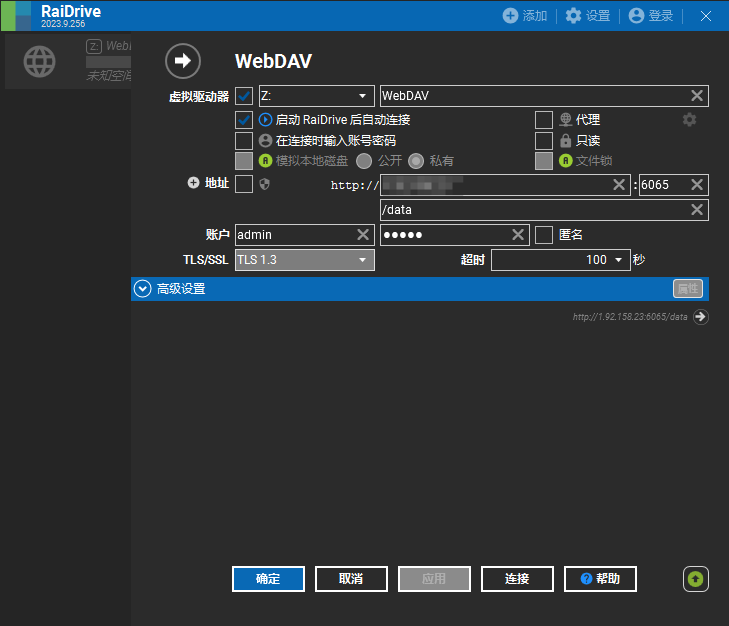 RaiDrive
2023.9.256
添加
设置
登录
Z: WebI
未知空间
WebDAV
虚拟驱动器 Z: WebDAV
启动 RaiDrive 后自动连接 代理
在连接时输入账号密码 只读
A 模拟本地磁盘 公开 私有 A 文件锁
地址 http:// : 6065
/data
账户 admin ●●●●● 匿名
TLS/SSL TLS 1.3 超时 100 秒
高级设置 属性
http://1.92.158.23:6065/data
确定 取消 应用 连接 ? 帮助